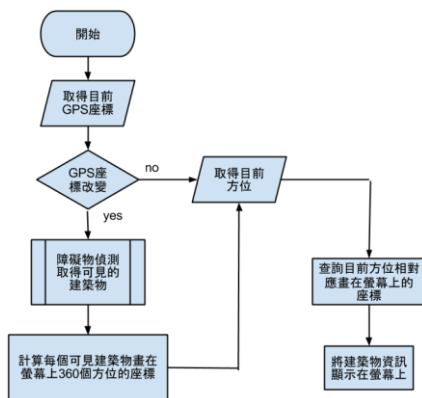 開始
取得目前
GPS座標
GPS座
標改變
no
yes
取得目前
方位
障礙物偵測
取得可見的
建築物
查詢目前方位相對
應畫在螢幕上的
座標
計算每個可見建築物畫在
螢幕上360個方位的座標
將建築物資訊
顯示在螢幕上